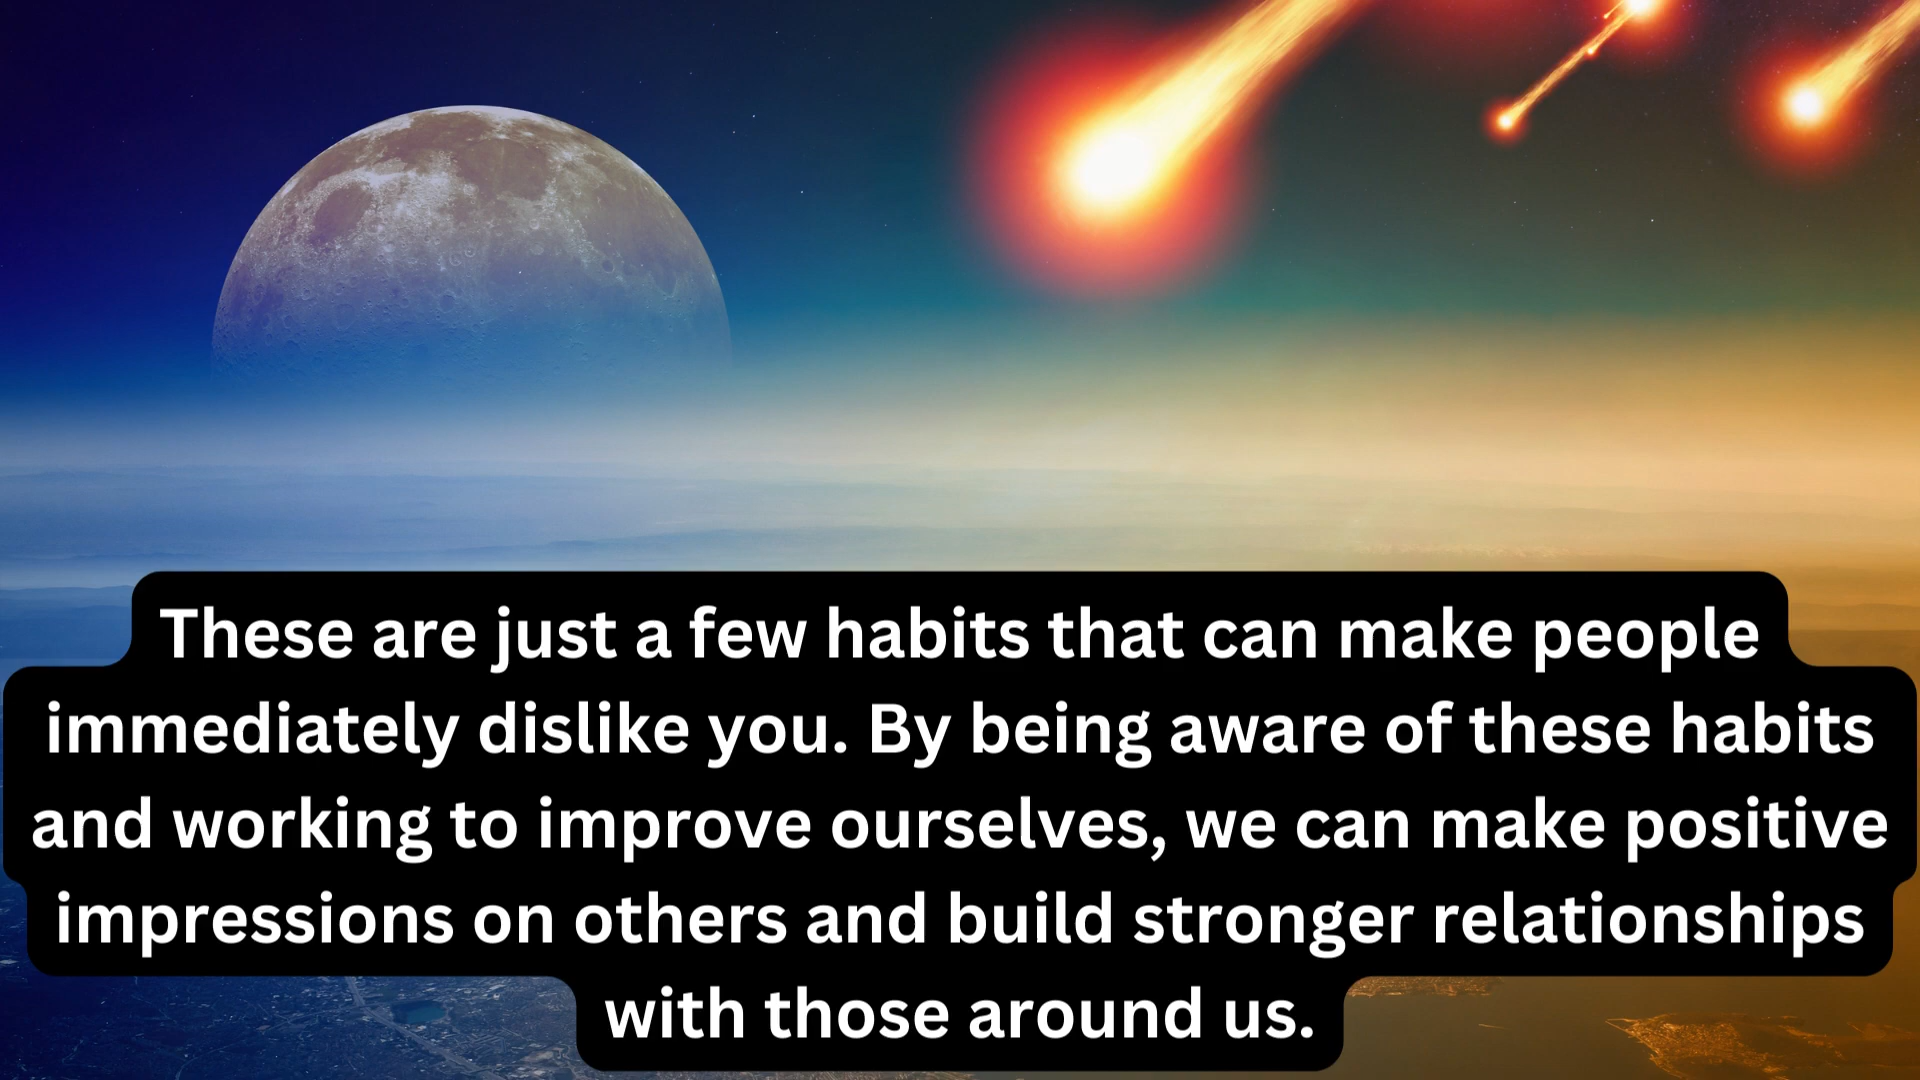 These are just a few habits that can make people
immediately dislike you. By being aware of these habits
and working to improve ourselves, we can make positive
impressions on others and build stronger relationships
with those around us.